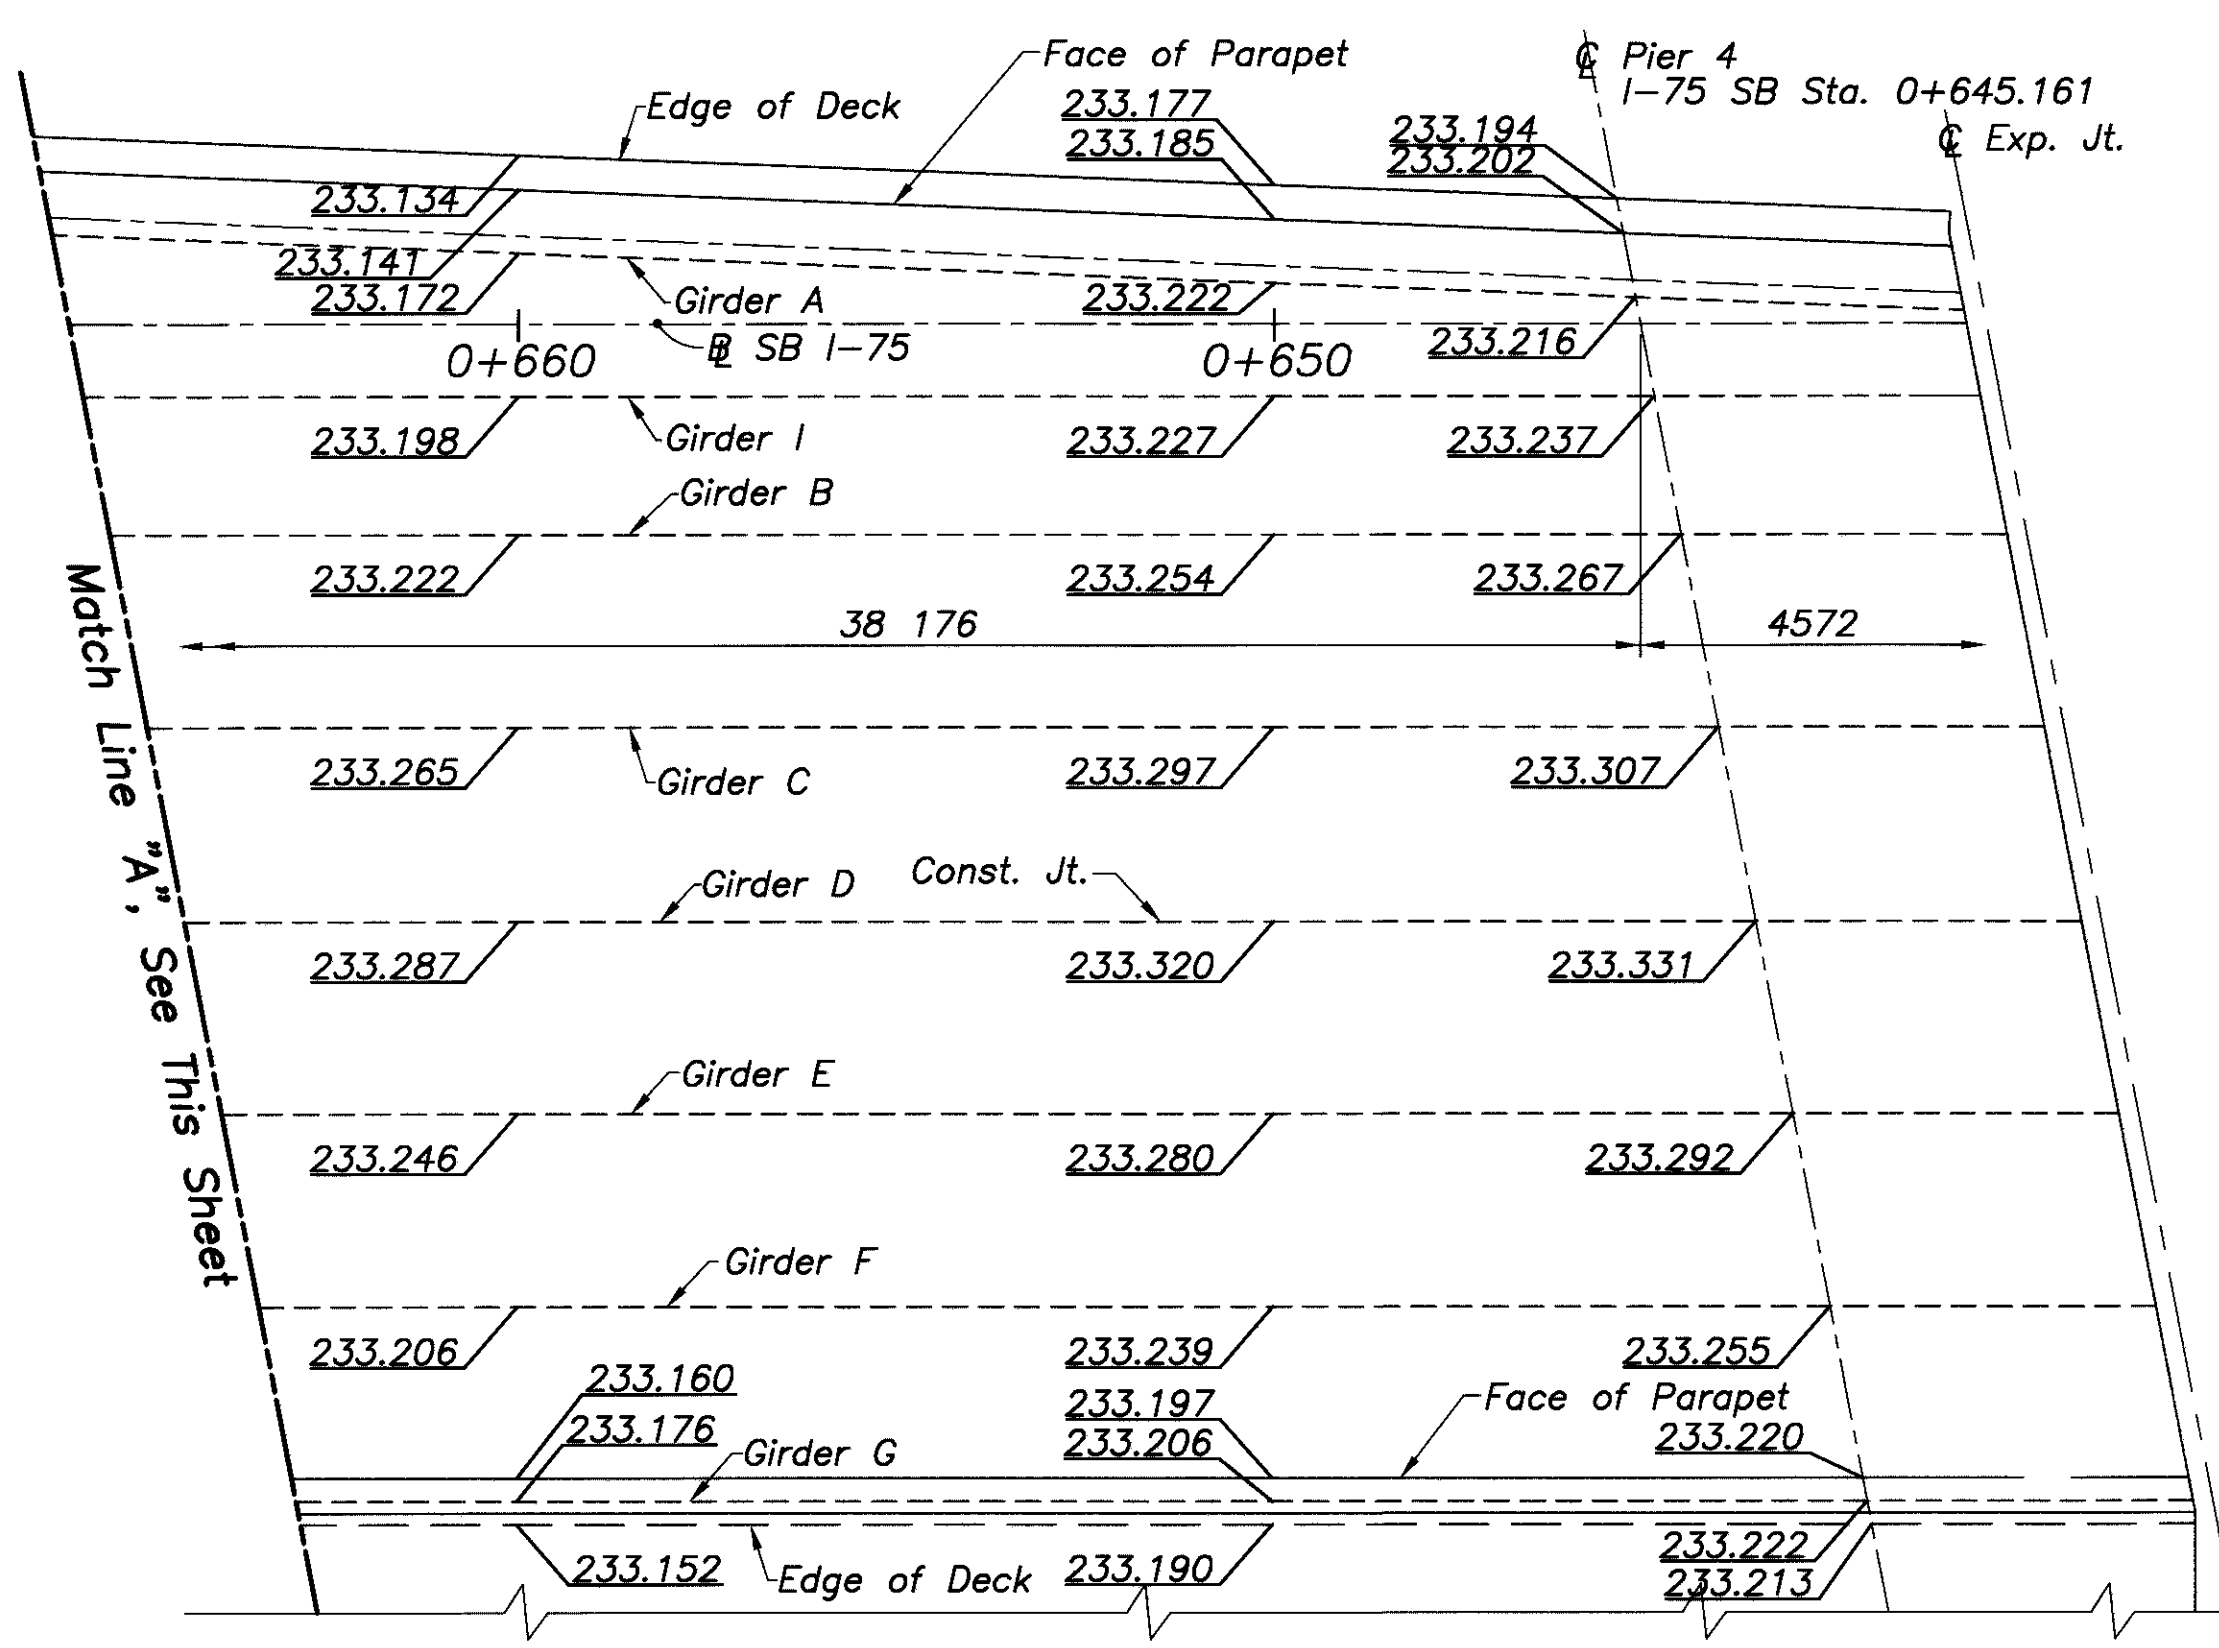 Face of Parapet
℄ Pier 4
I-75 SB Sta. 0+645.161
℄ Exp. Jt.
Edge of Deck
233.177
233.185
233.194
233.202
233.134
233.141
233.172
Girder A
233.222
233.216
0+660
B̲L SB I-75
0+650
233.198
Girder I
233.227
233.237
Girder B
233.222
233.254
233.267
38 176
4572
Match Line "A", See This Sheet
233.265
Girder C
233.297
233.307
Girder D
Const. Jt.
233.287
233.320
233.331
Girder E
233.246
233.280
233.292
Girder F
233.206
233.239
233.255
233.160
233.176
Girder G
233.197
233.206
Face of Parapet
233.220
233.152
Edge of Deck
233.190
233.222
233.213